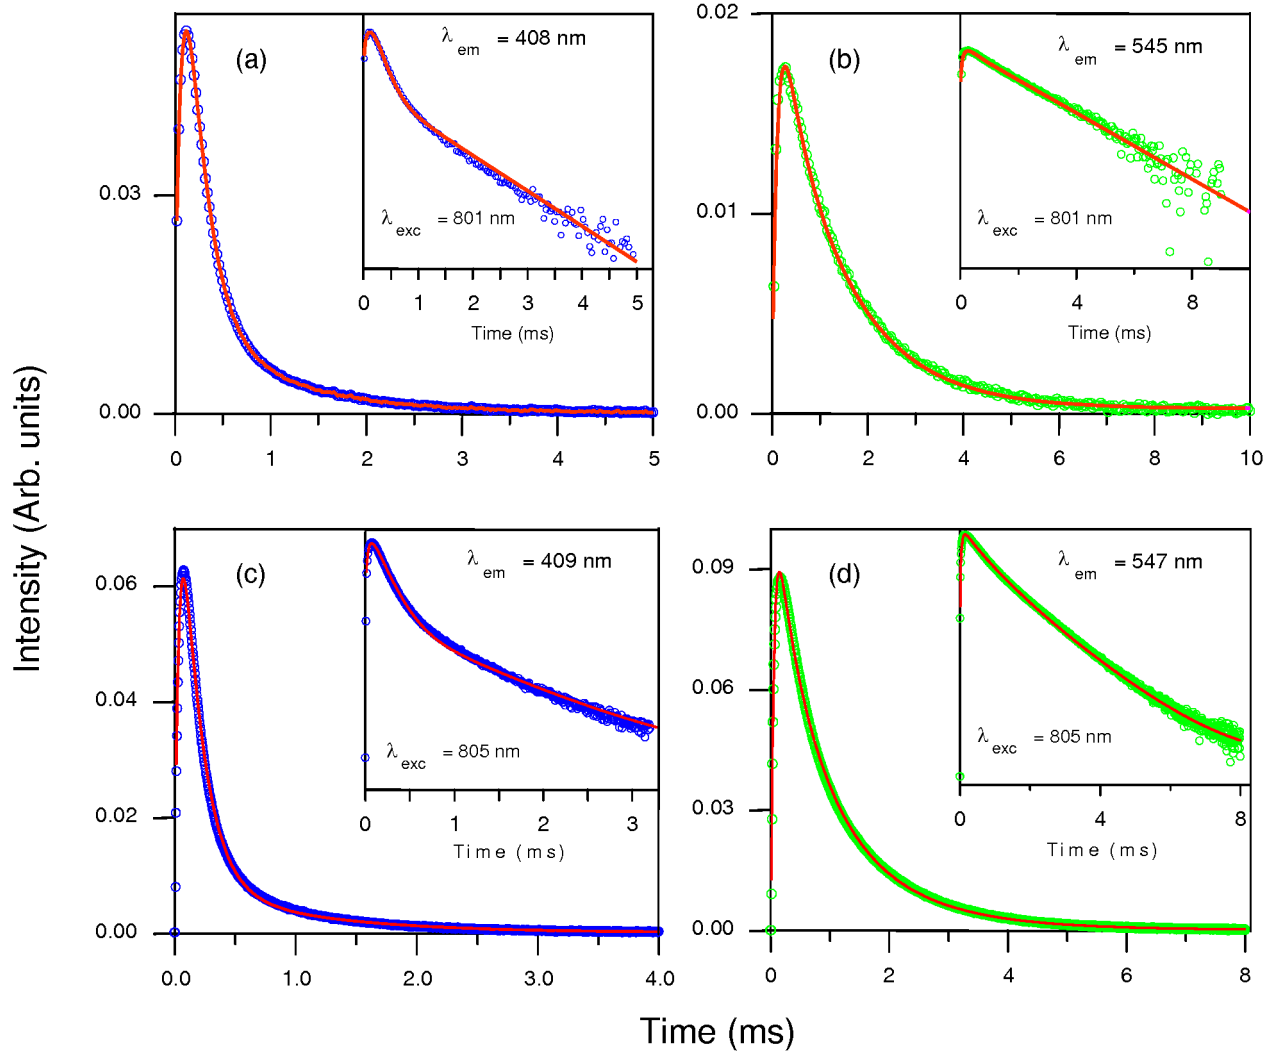 Intensity (Arb. units)
(a)
λ em = 408 nm
λ exc = 801 nm
0 1 2 3 4 5
Time (ms)
0.03
0.00
0 1 2 3 4 5
(b)
λ em = 545 nm
λ exc = 801 nm
0 4 8
Time (ms)
0.02
0.01
0.00
0 2 4 6 8 10
(c)
λ em = 409 nm
λ exc = 805 nm
0 1 2 3
Time (ms)
0.06
0.04
0.02
0.00
0.0 1.0 2.0 3.0 4.0
(d)
λ em = 547 nm
λ exc = 805 nm
0 4 8
Time (ms)
0.09
0.06
0.03
0.00
0 2 4 6 8
Time (ms)